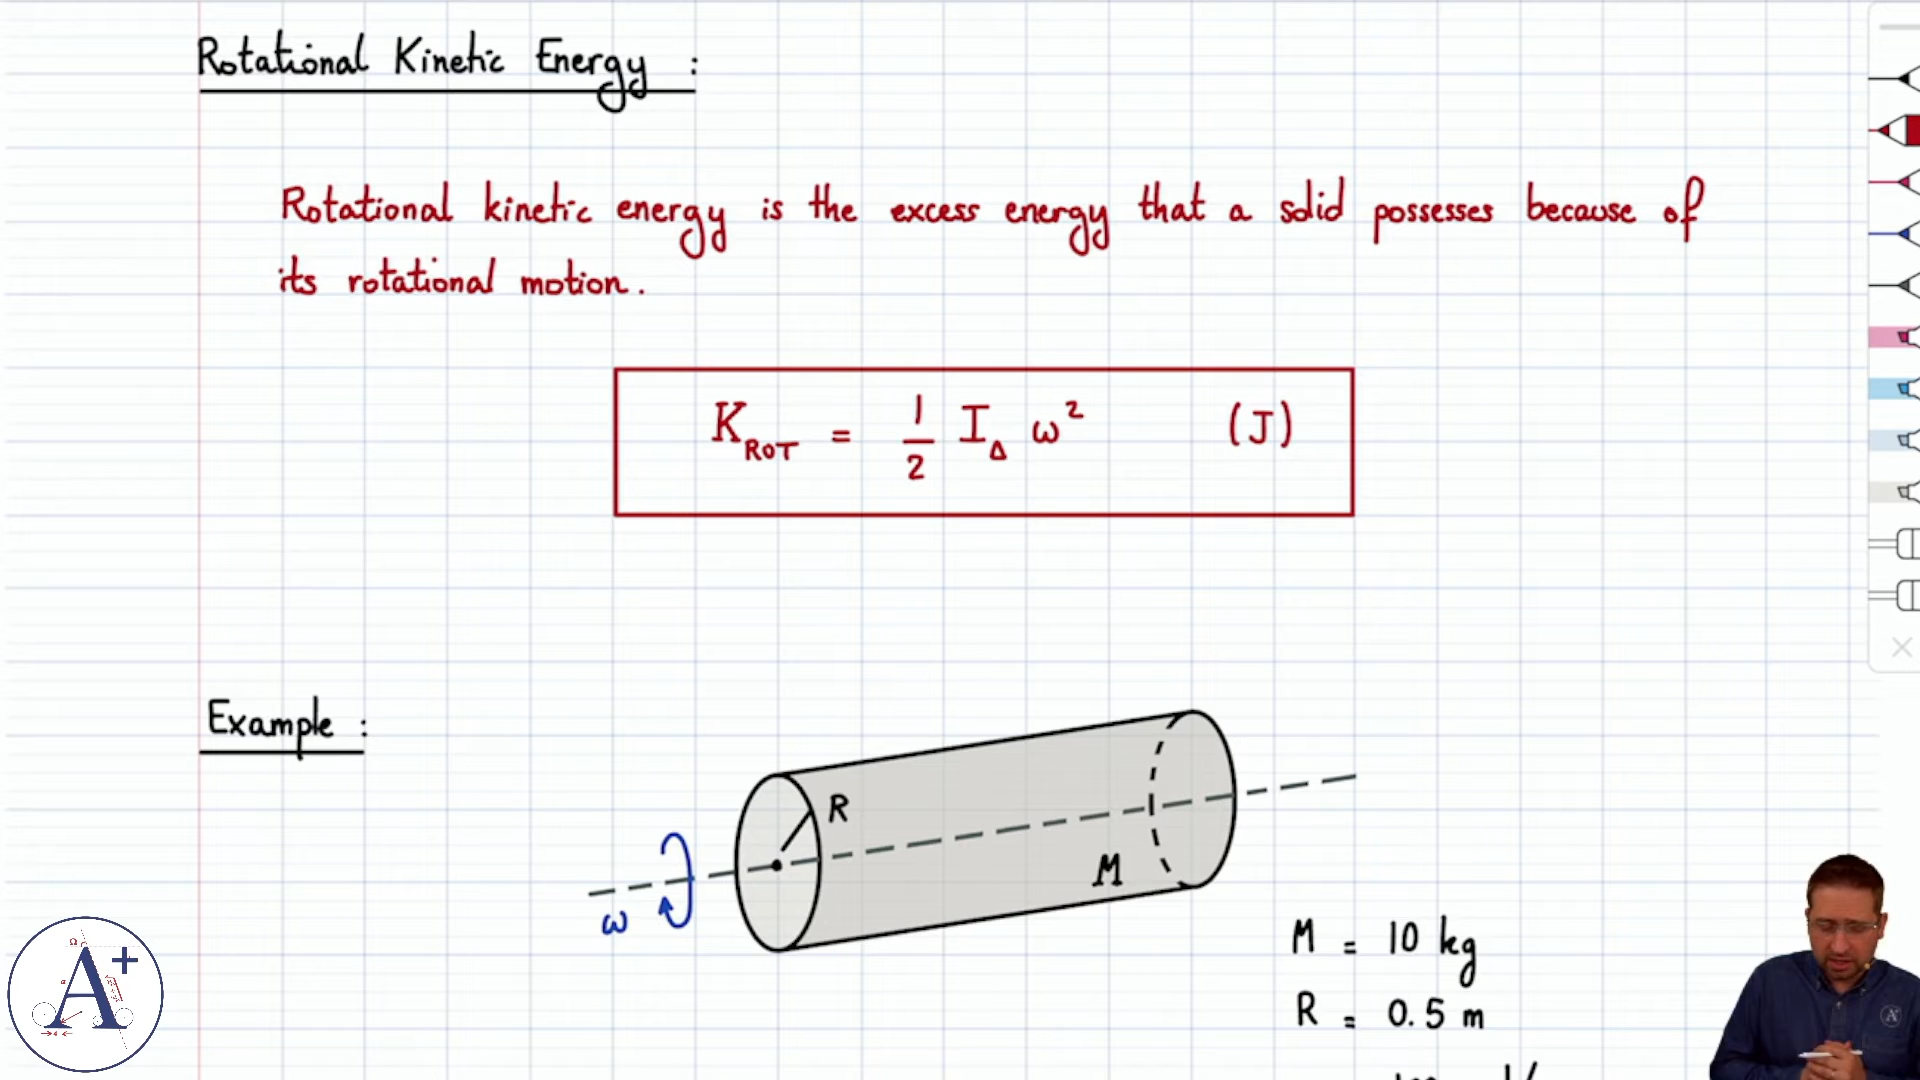 Rotational Kinetic Energy :
Rotational kinetic energy is the excess energy that a solid possesses because of
its rotational motion.
K_ROT = 1/2 I_Δ ω² (J)
Example :
R
M
ω
M = 10 kg
R = 0.5 m
A+